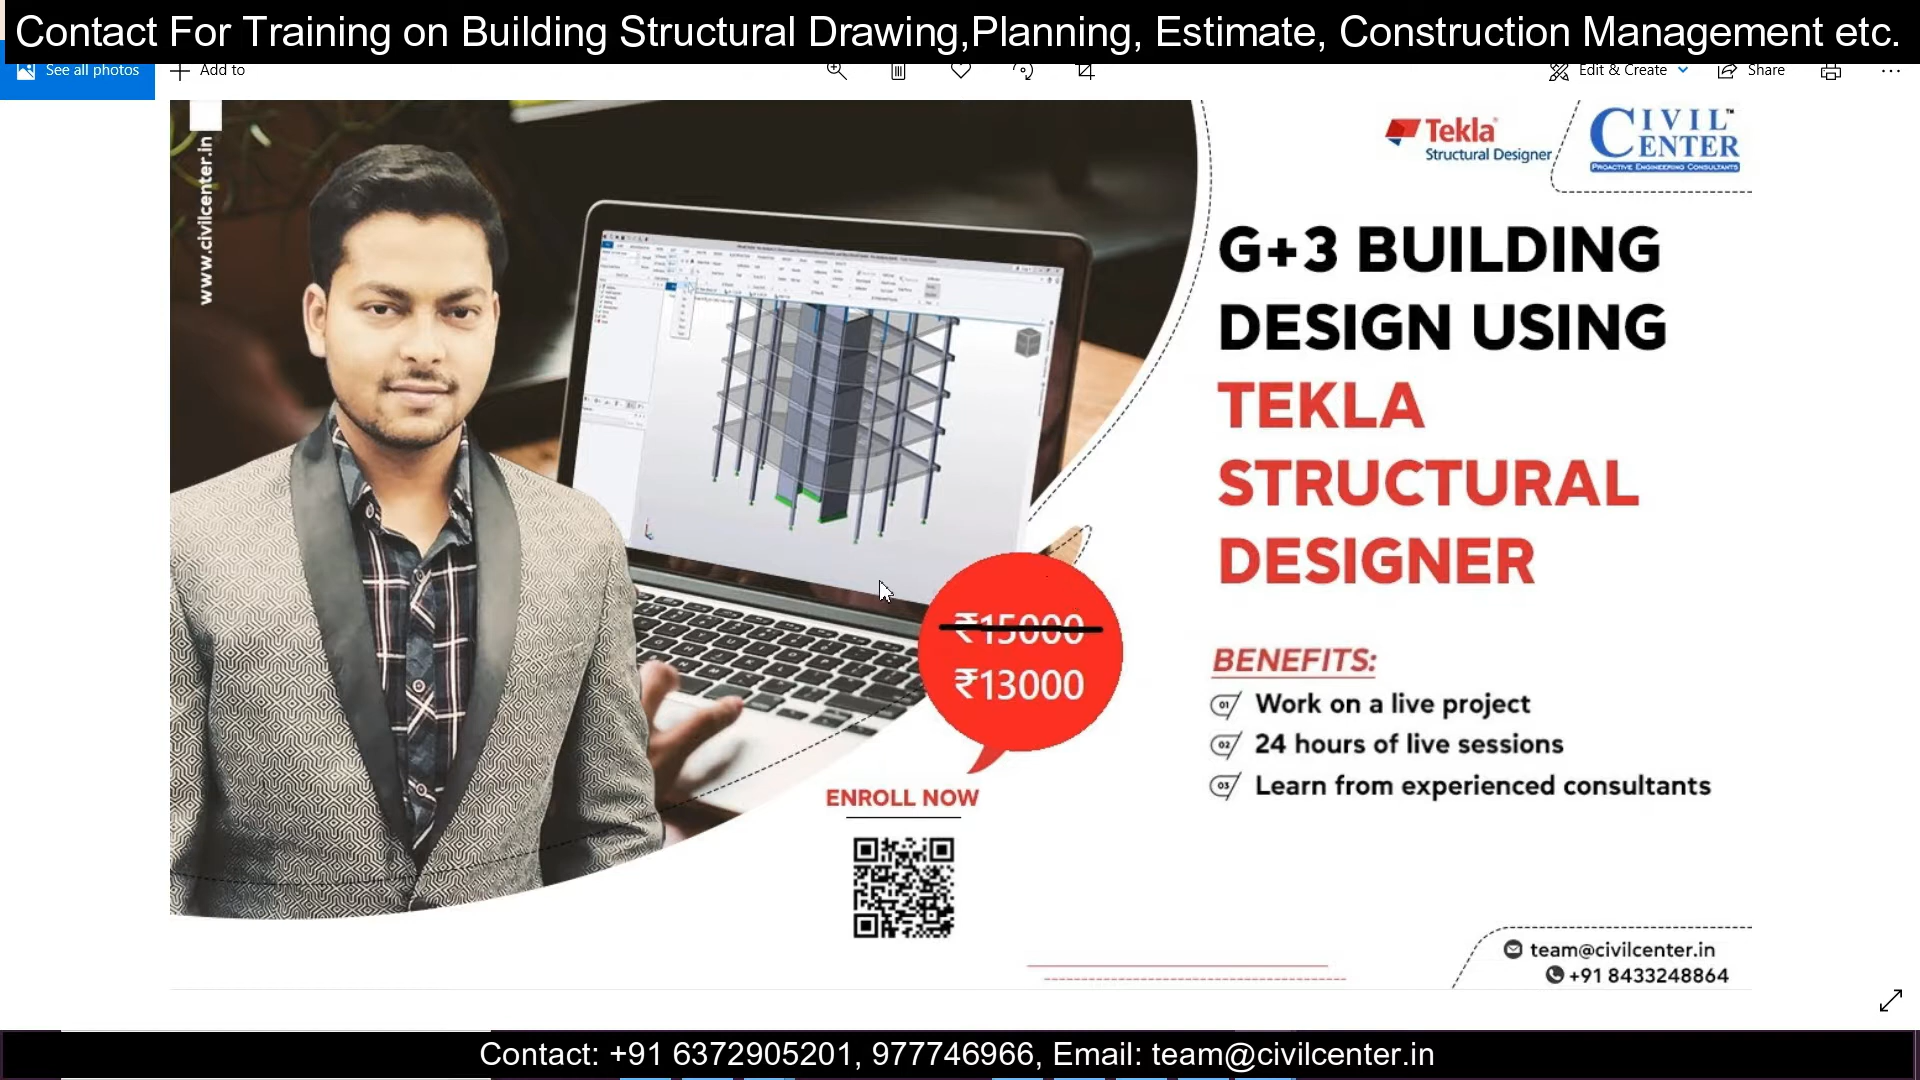 Contact For Training on Building Structural Drawing,Planning, Estimate, Construction Management etc.
See all photos
Add to
Edit & Create
Share
www.civilcenter.in
Tekla
Structural Designer
CIVIL
CENTER
™
PROACTIVE ENGINEERING CONSULTANTS
G+3 BUILDING
DESIGN USING
TEKLA
STRUCTURAL
DESIGNER
₹15000
₹13000
BENEFITS:
01 Work on a live project
02 24 hours of live sessions
03 Learn from experienced consultants
ENROLL NOW
team@civilcenter.in
+91 8433248864
Contact: +91 6372905201, 977746966, Email: team@civilcenter.in